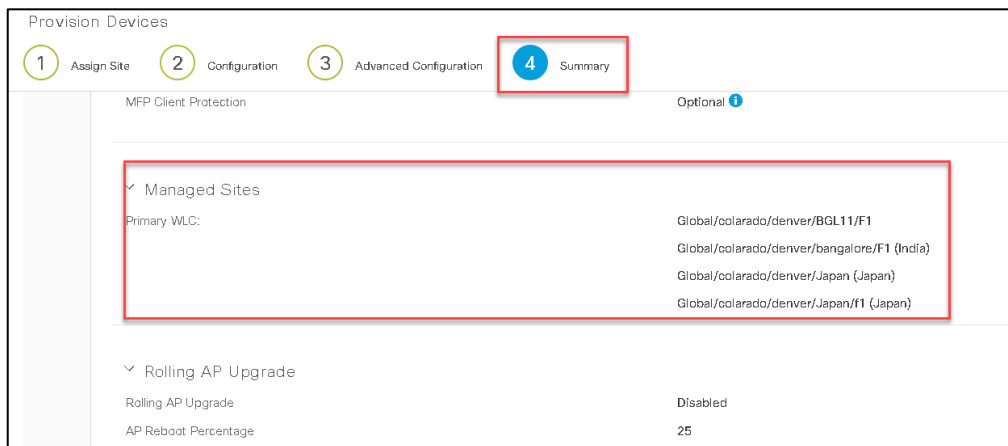 Provision Devices
1 Assign Site 2 Configuration 3 Advanced Configuration 4 Summary
MFP Client Protection Optional i
Managed Sites
Primary WLC: Global/colarado/denver/BGL11/F1
Global/colarado/denver/bangalore/F1 (India)
Global/colarado/denver/Japan (Japan)
Global/colarado/denver/Japan/f1 (Japan)
Rolling AP Upgrade
Rolling AP Upgrade Disabled
AP Reboot Percentage 25